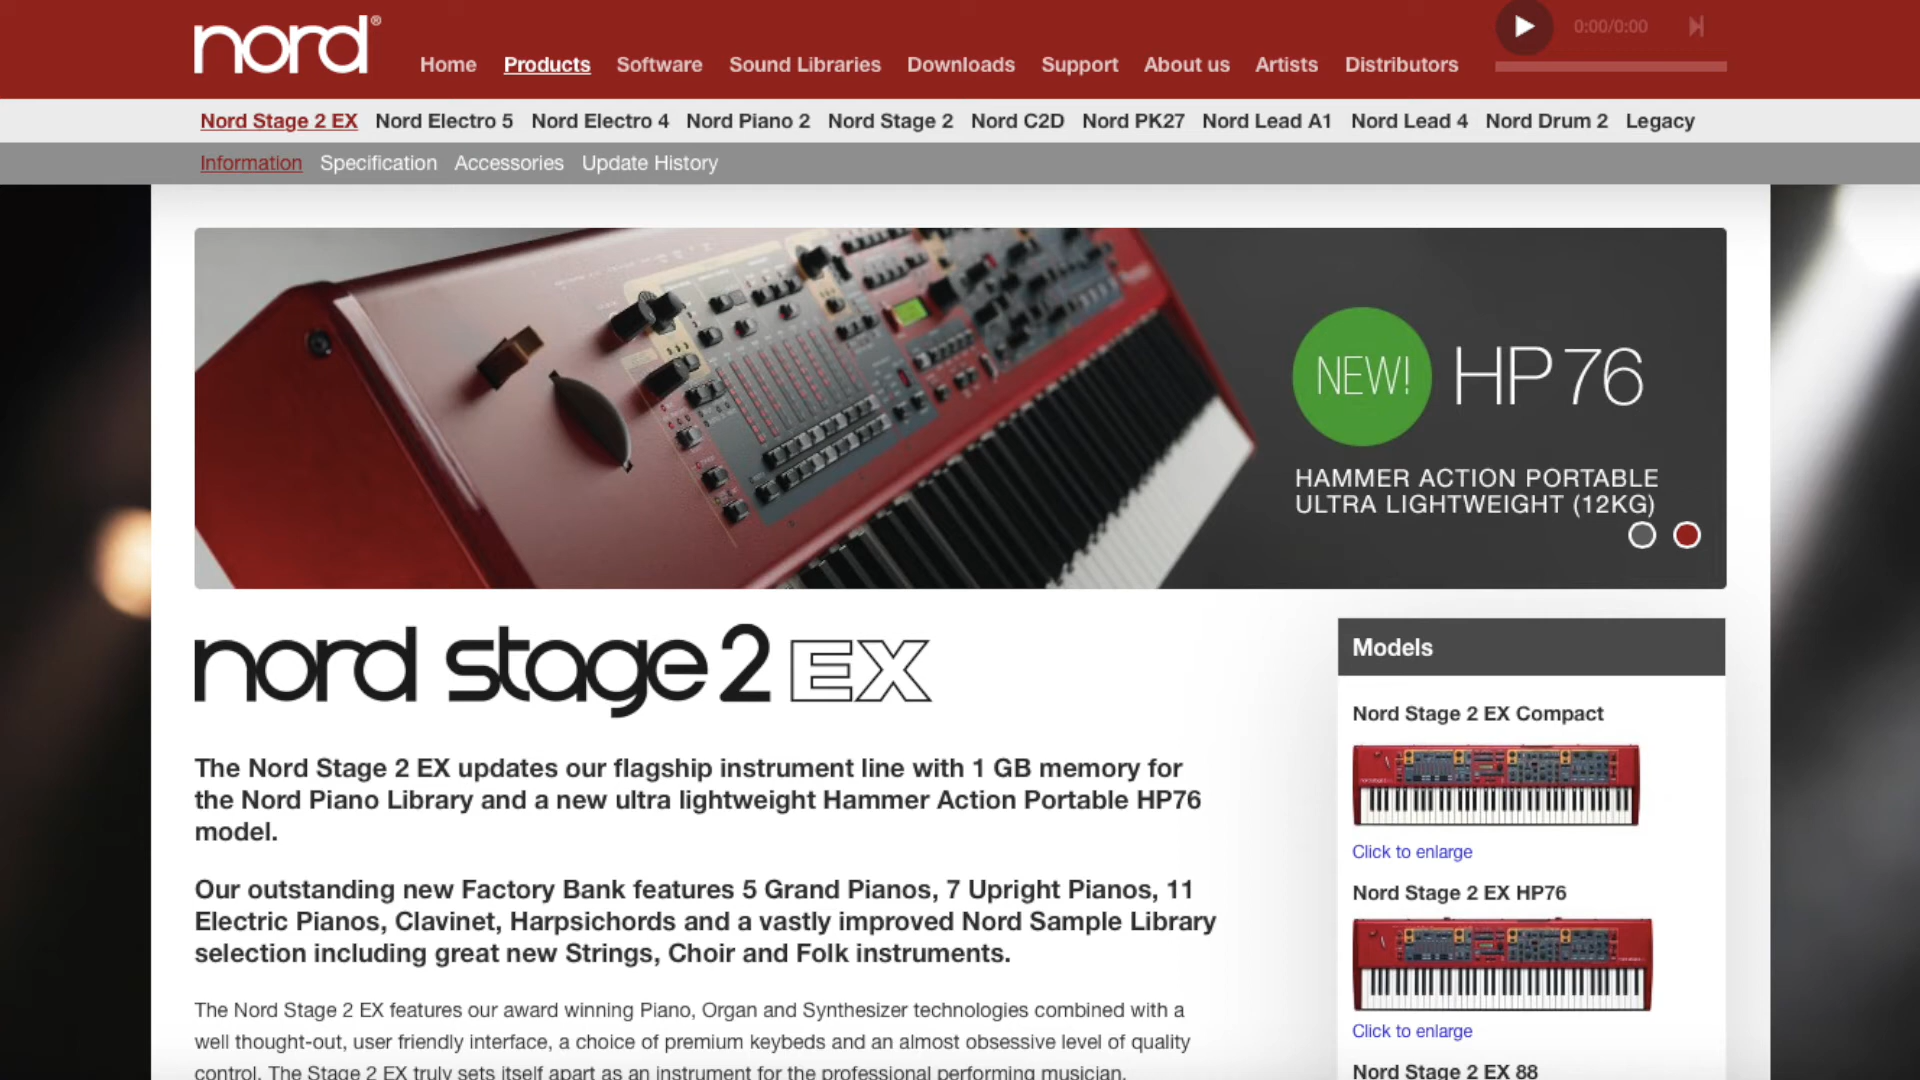 nord®
0:00/0:00
Home Products Software Sound Libraries Downloads Support About us Artists Distributors
Nord Stage 2 EX Nord Electro 5 Nord Electro 4 Nord Piano 2 Nord Stage 2 Nord C2D Nord PK27 Nord Lead A1 Nord Lead 4 Nord Drum 2 Legacy
Information Specification Accessories Update History
NEW! HP 76
HAMMER ACTION PORTABLE
ULTRA LIGHTWEIGHT (12KG)
nord stage 2 EX
The Nord Stage 2 EX updates our flagship instrument line with 1 GB memory for
the Nord Piano Library and a new ultra lightweight Hammer Action Portable HP76
model.
Our outstanding new Factory Bank features 5 Grand Pianos, 7 Upright Pianos, 11
Electric Pianos, Clavinet, Harpsichords and a vastly improved Nord Sample Library
selection including great new Strings, Choir and Folk instruments.
The Nord Stage 2 EX features our award winning Piano, Organ and Synthesizer technologies combined with a
well thought-out, user friendly interface, a choice of premium keybeds and an almost obsessive level of quality
control. The Stage 2 EX truly sets itself apart as an instrument for the professional performing musician.
Models
Nord Stage 2 EX Compact
Click to enlarge
Nord Stage 2 EX HP76
Click to enlarge
Nord Stage 2 EX 88